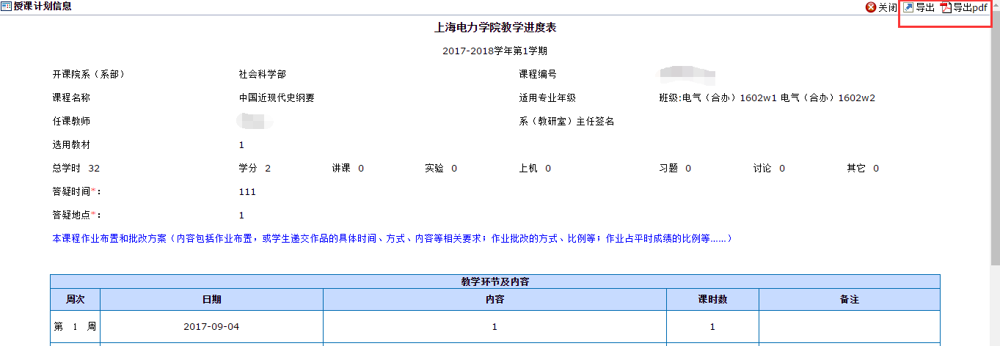 授课计划信息 关闭 导出 导出pdf
上海电力学院教学进度表
2017-2018学年第1学期
开课院系（系部） 社会科学部 课程编号
课程名称 中国近现代史纲要 适用专业年级 班级:电气（合办）1602w1 电气（合办）1602w2
任课教师 系（教研室）主任签名
选用教材 1
总学时 32 学分 2 讲课 0 实验 0 上机 0 习题 0 讨论 0 其它 0
答疑时间*： 111
答疑地点*： 1
本课程作业布置和批改方案（内容包括作业布置，或学生递交作品的具体时间、方式、内容等相关要求；作业批改的方式、比例等；作业占平时成绩的比例等……）
教学环节及内容
周次 日期 内容 课时数 备注
第 1 周 2017-09-04 1 1